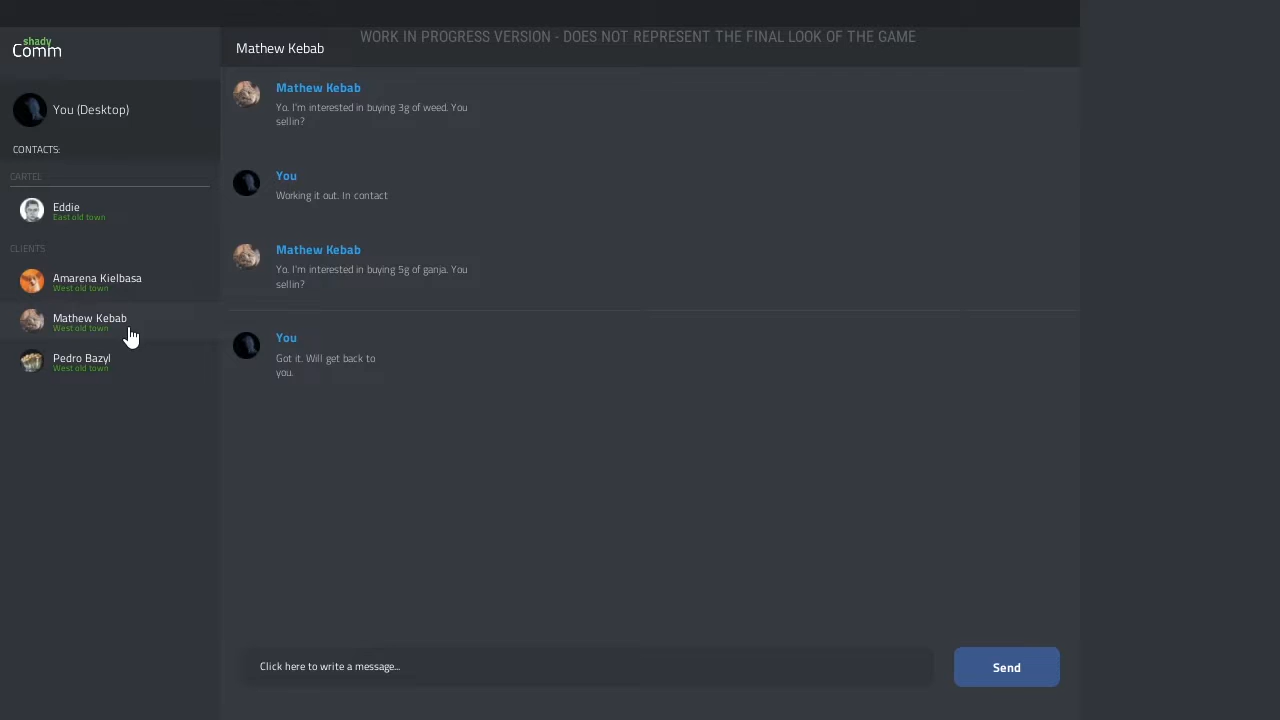 WORK IN PROGRESS VERSION - DOES NOT REPRESENT THE FINAL LOOK OF THE GAME
shady
Comm
Mathew Kebab
You (Desktop)
CONTACTS:
CARTEL
Eddie
East old town
CLIENTS
Amarena Kielbasa
West old town
Mathew Kebab
West old town
Pedro Bazyl
West old town
Mathew Kebab
Yo. I'm interested in buying 3g of weed. You
sellin?
You
Working it out. In contact
Mathew Kebab
Yo. I'm interested in buying 5g of ganja. You
sellin?
You
Got it. Will get back to
you.
Click here to write a message...
Send